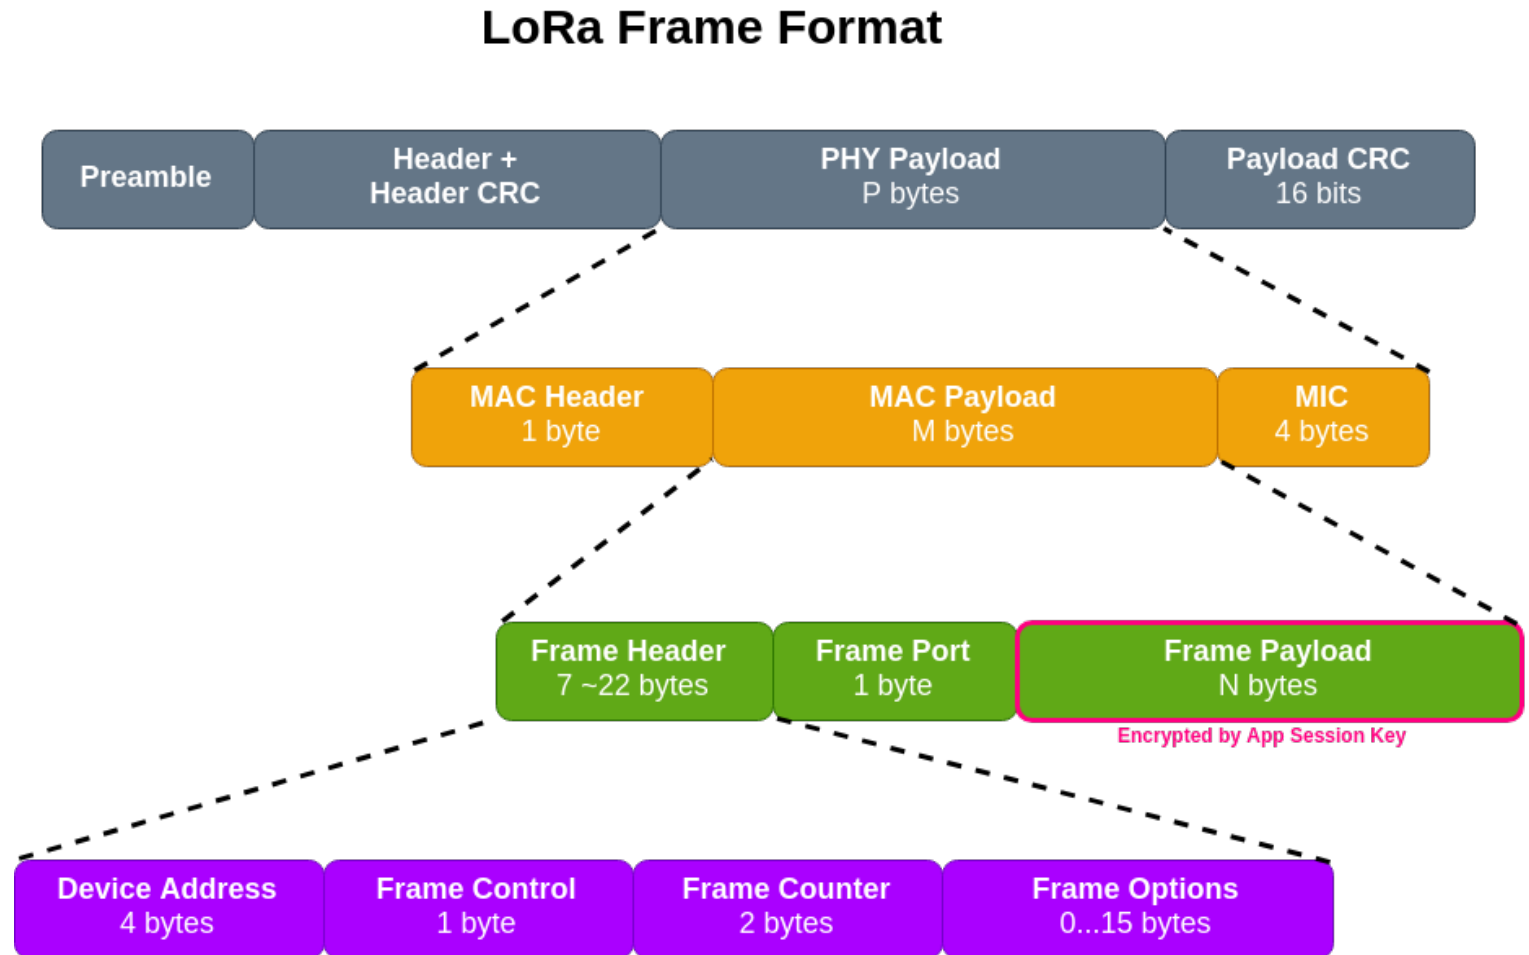 LoRa Frame Format
Preamble
Header +
Header CRC
PHY Payload
P bytes
Payload CRC
16 bits
MAC Header
1 byte
MAC Payload
M bytes
MIC
4 bytes
Frame Header
7 ~22 bytes
Frame Port
1 byte
Frame Payload
N bytes
Encrypted by App Session Key
Device Address
4 bytes
Frame Control
1 byte
Frame Counter
2 bytes
Frame Options
0...15 bytes